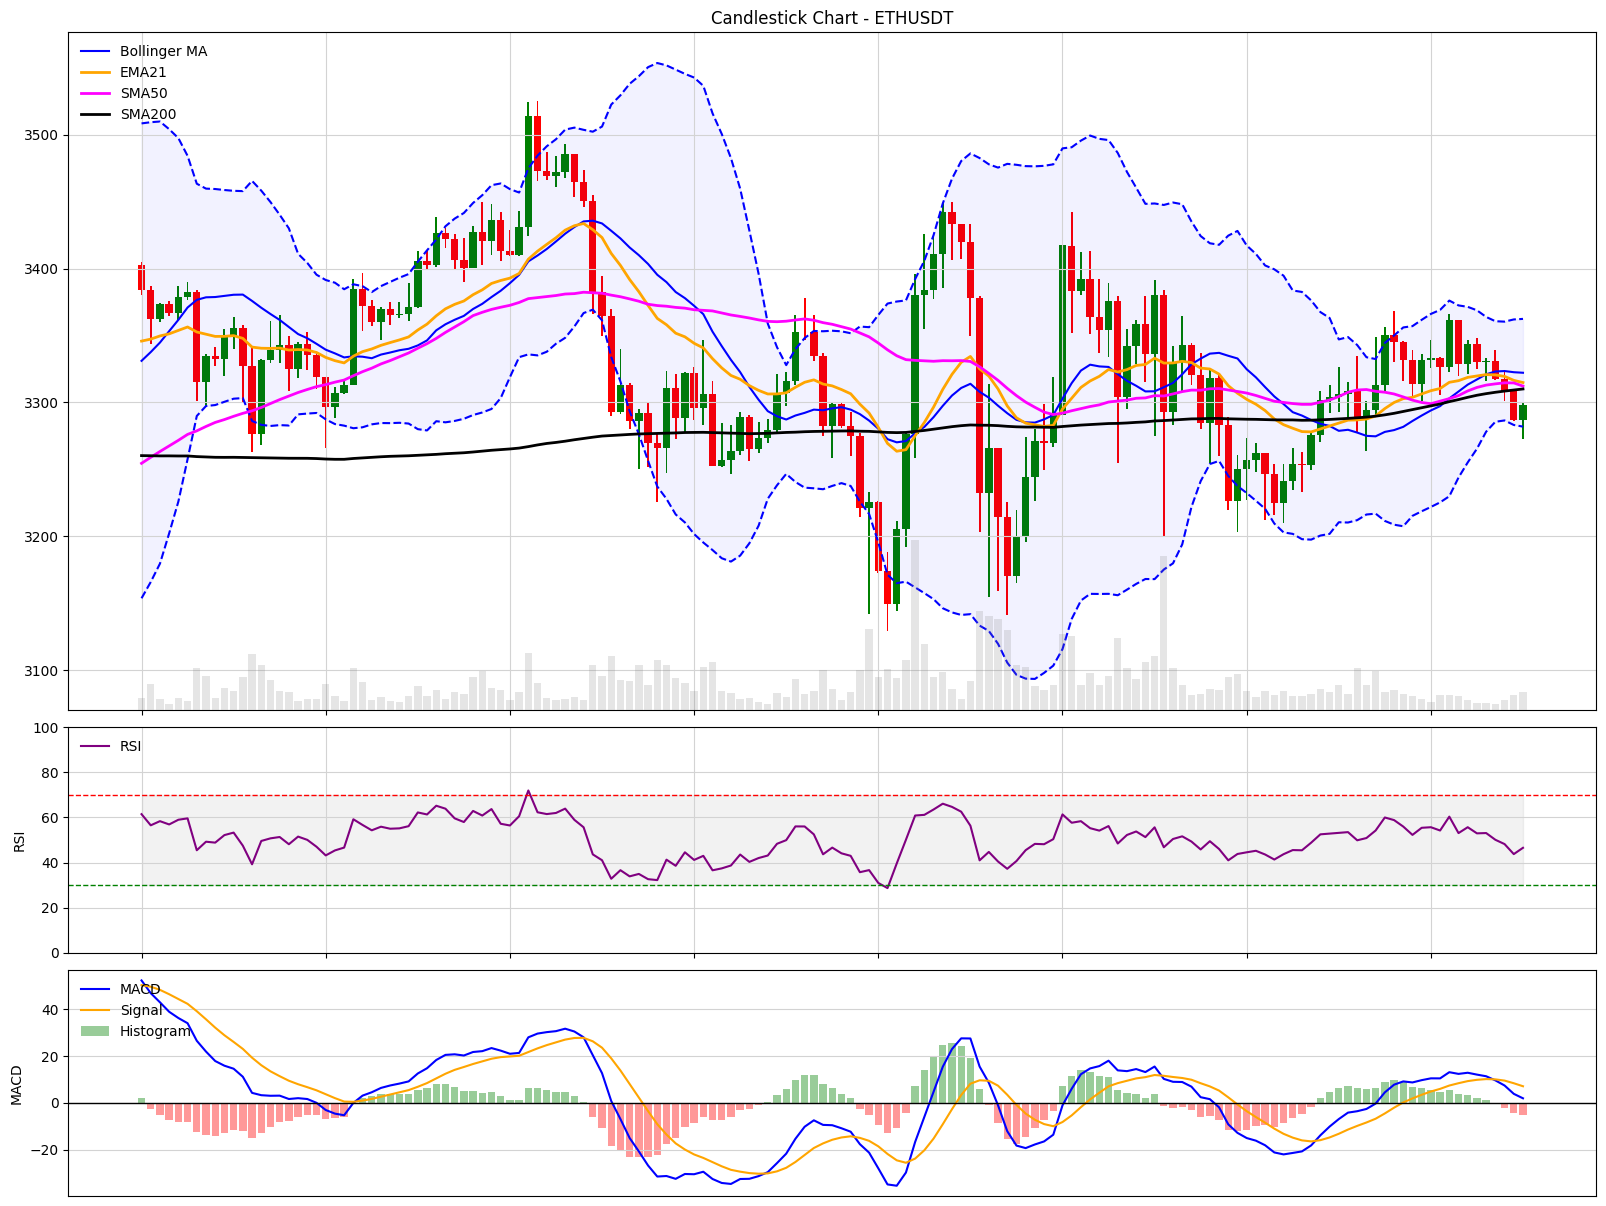 Candlestick Chart - ETHUSDT
Bollinger MA
EMA21
SMA50
SMA200
3500
3400
3300
3200
3100
RSI
100
80
60
40
20
0
RSI
MACD
Signal
Histogram
40
20
0
−20
MACD